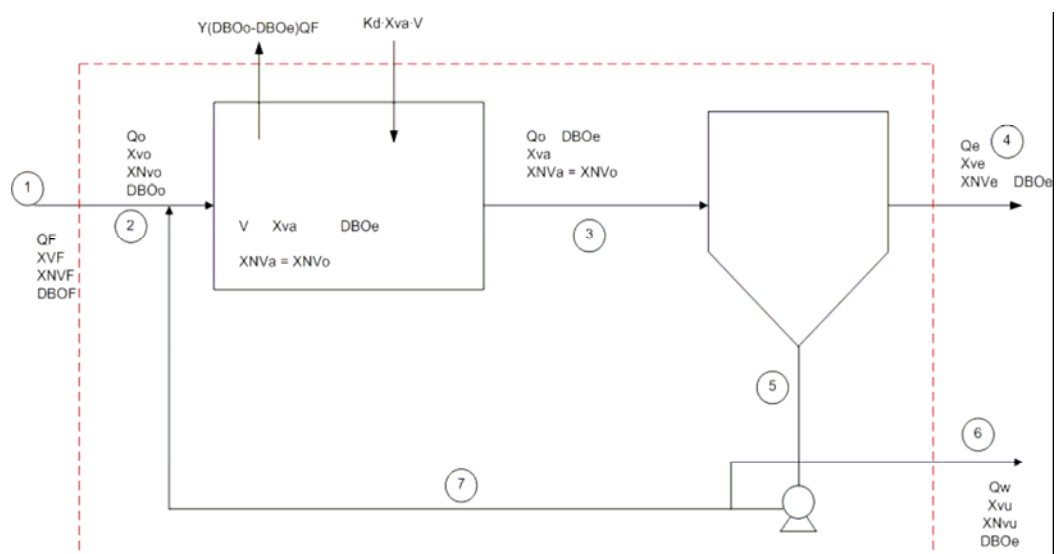 Y(DBOo-DBOe)QF
Kd·Xva·V
1
Qo
Xvo
XNvo
DBOo
2
QF
XVF
XNVF
DBOF
V Xva DBOe
XNVa = XNVo
Qo DBOe
Xva
XNVa = XNVo
3
Qe
Xve
XNVe DBOe
4
5
6
Qw
Xvu
XNvu
DBOe
7